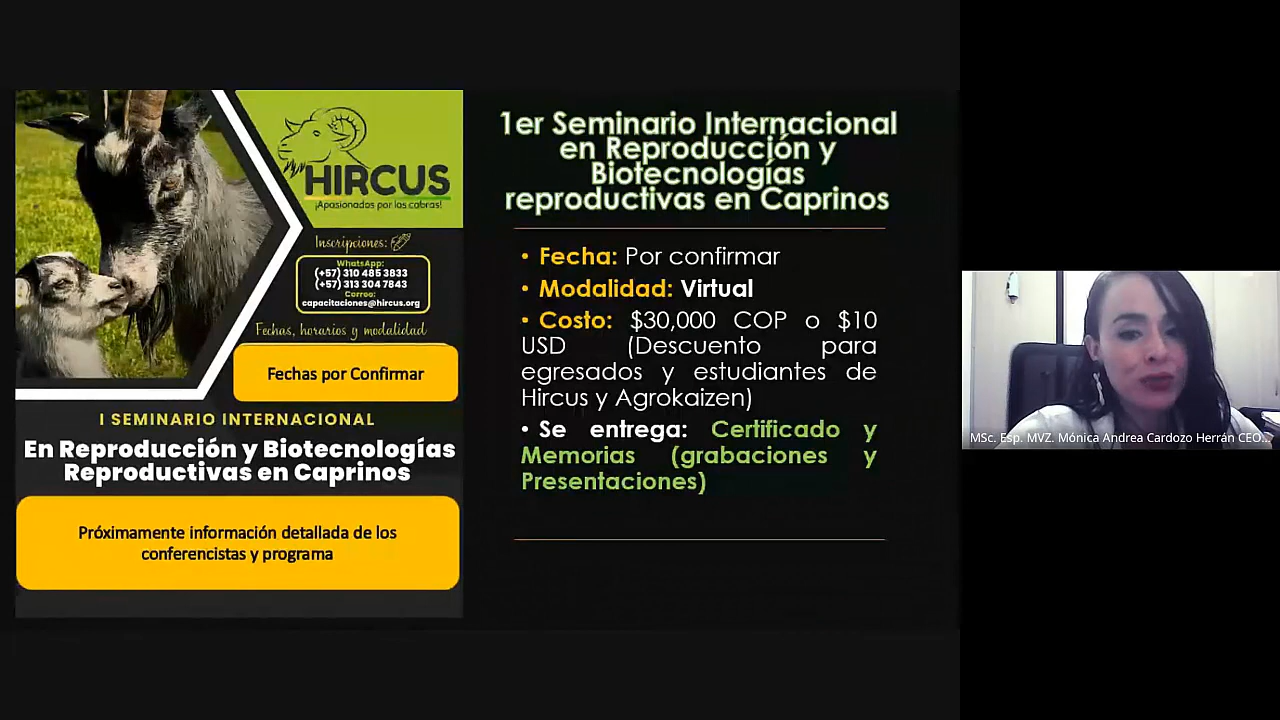 HIRCUS
¡Apasionados por las cabras!
Inscripciones:
WhatsApp:
(+57) 310 485 3833
(+57) 313 304 7843
Correo:
capacitaciones@hircus.org
Fechas, horarios y modalidad
Fechas por Confirmar
I SEMINARIO INTERNACIONAL
En Reproducción y Biotecnologías
Reproductivas en Caprinos
Próximamente información detallada de los
conferencistas y programa
1er Seminario Internacional
en Reproducción y
Biotecnologías
reproductivas en Caprinos
• Fecha: Por confirmar
• Modalidad: Virtual
• Costo: $30,000 COP o $10
USD (Descuento para
egresados y estudiantes de
Hircus y Agrokaizen)
• Se entrega: Certificado y
Memorias (grabaciones y
Presentaciones)
MSc. Esp. MVZ. Mónica Andrea Cardozo Herrán CEO...